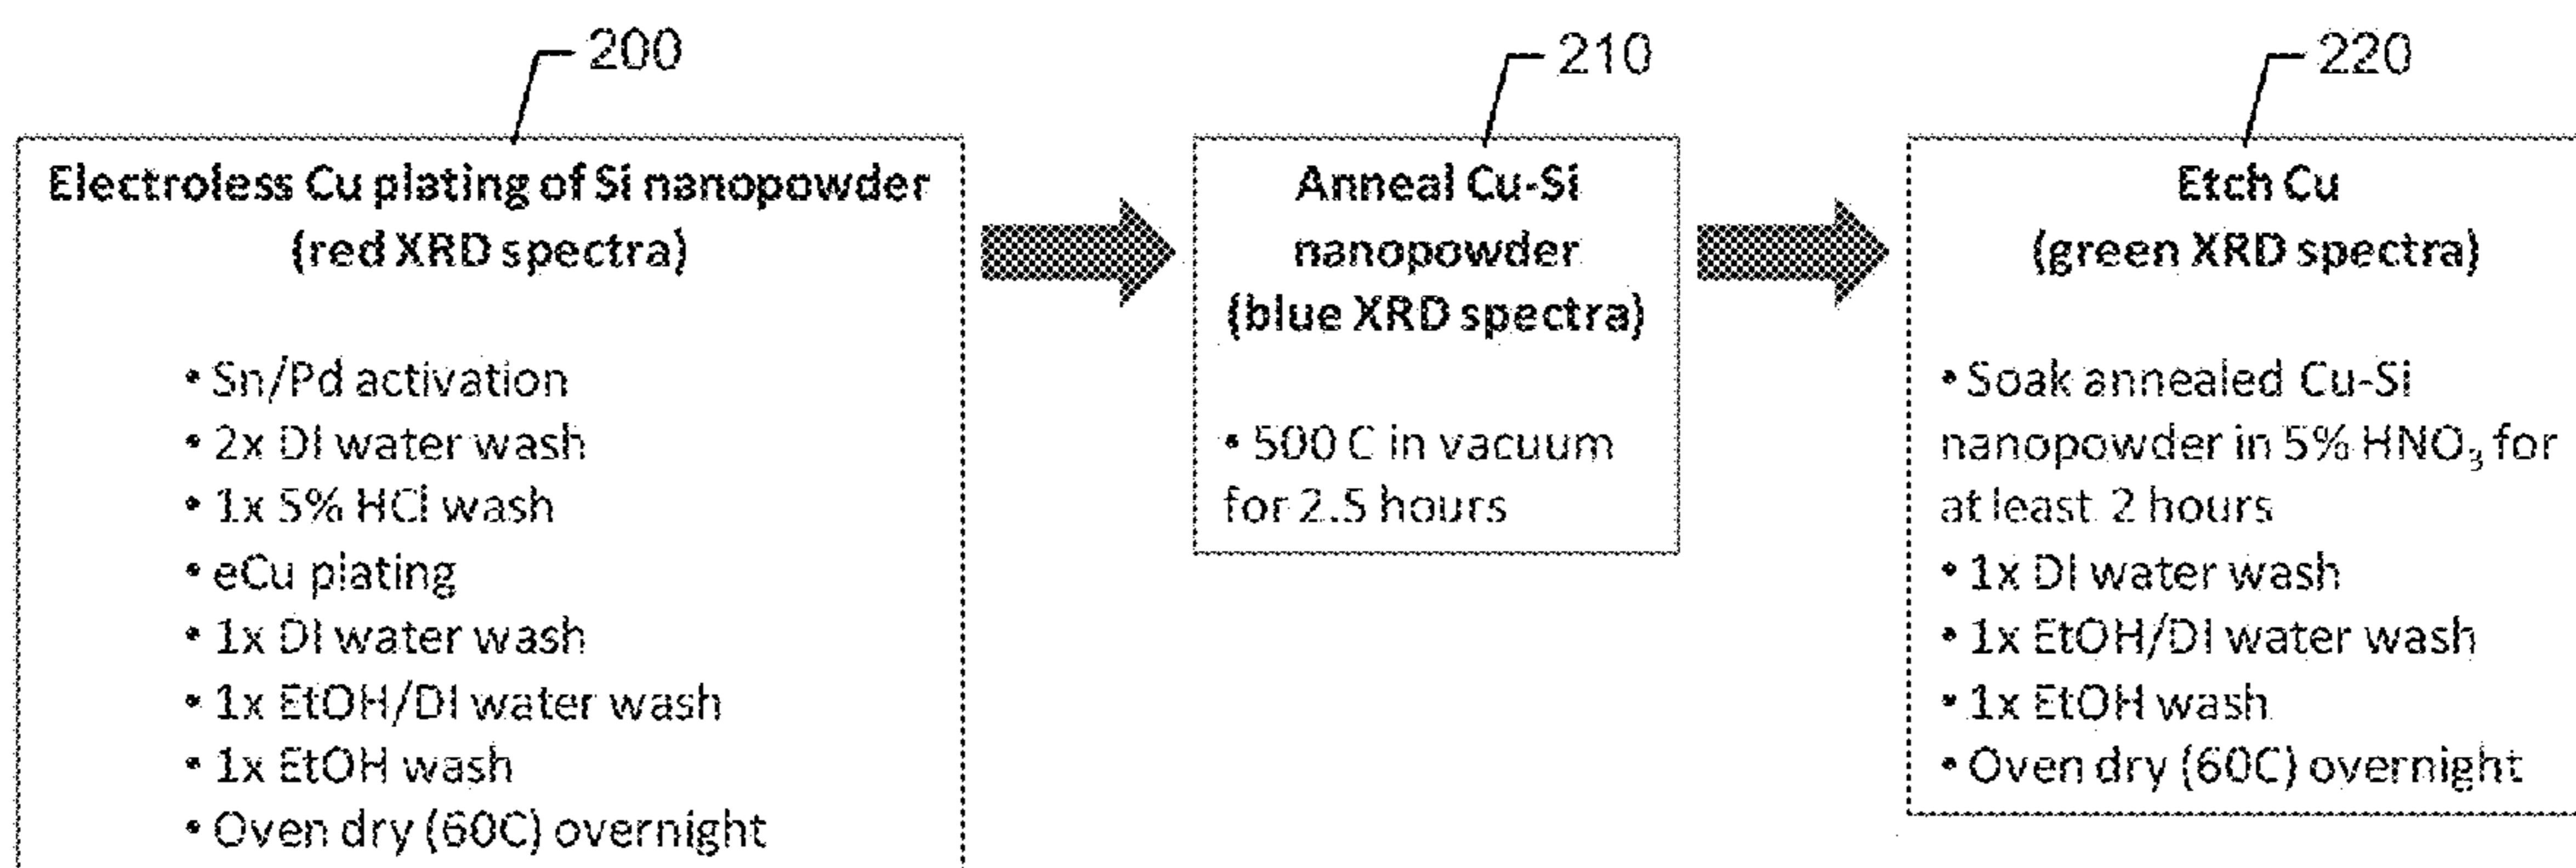 200
Electroless Cu plating of Si nanopowder
(red XRD spectra)
• Sn/Pd activation
• 2x DI water wash
• 1x 5% HCl wash
• eCu plating
• 1x DI water wash
• 1x EtOH/DI water wash
• 1x EtOH wash
• Oven dry (60C) overnight
210
Anneal Cu-Si
nanopowder
(blue XRD spectra)
• 500 C in vacuum
for 2.5 hours
220
Etch Cu
(green XRD spectra)
• Soak annealed Cu-Si
nanopowder in 5% HNO₃ for
at least 2 hours
• 1x DI water wash
• 1x EtOH/DI water wash
• 1x EtOH wash
• Oven dry (60C) overnight